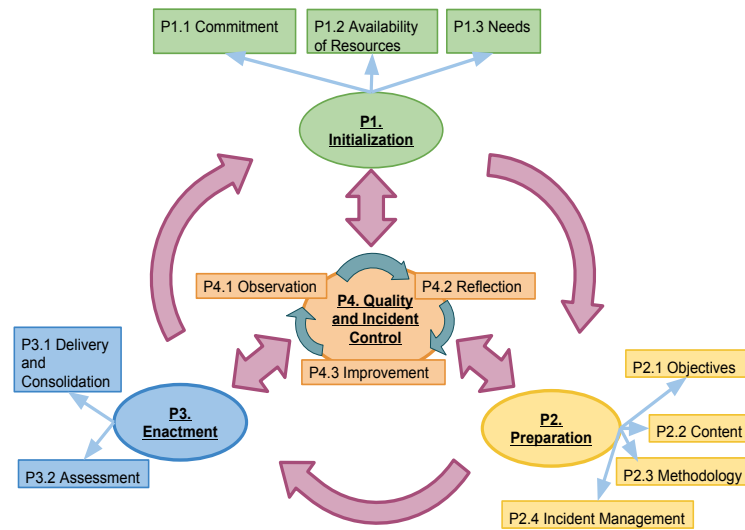 P1.1 Commitment
P1.2 Availability
of Resources
P1.3 Needs
P1.
Initialization
P4.1 Observation
P4.2 Reflection
P4. Quality
and Incident
Control
P4.3 Improvement
P3.1 Delivery
and
Consolidation
P3.
Enactment
P3.2 Assessment
P2.1 Objectives
P2.
Preparation
P2.2 Content
P2.3 Methodology
P2.4 Incident Management